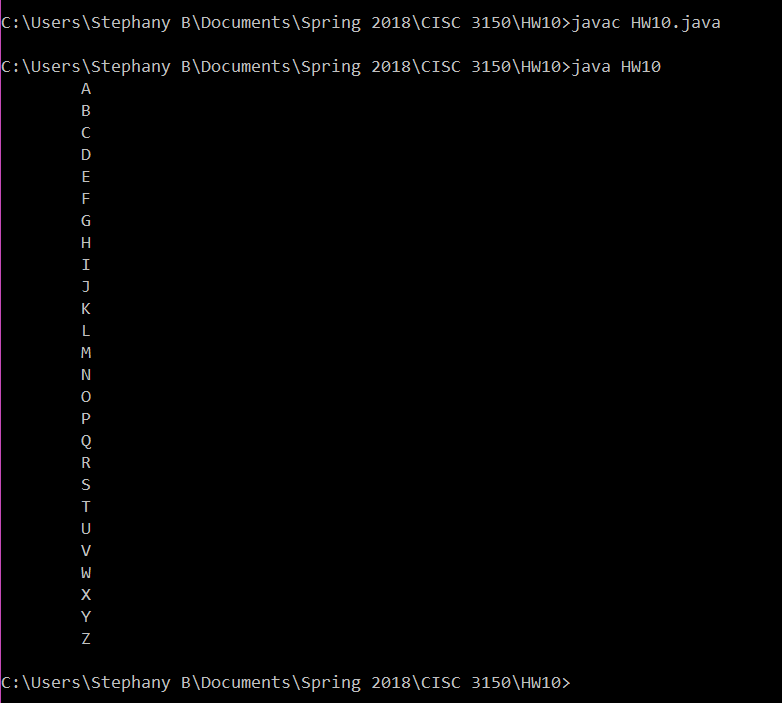 C:\Users\Stephany B\Documents\Spring 2018\CISC 3150\HW10>javac HW10.java
C:\Users\Stephany B\Documents\Spring 2018\CISC 3150\HW10>java HW10
A
B
C
D
E
F
G
H
I
J
K
L
M
N
O
P
Q
R
S
T
U
V
W
X
Y
Z
C:\Users\Stephany B\Documents\Spring 2018\CISC 3150\HW10>